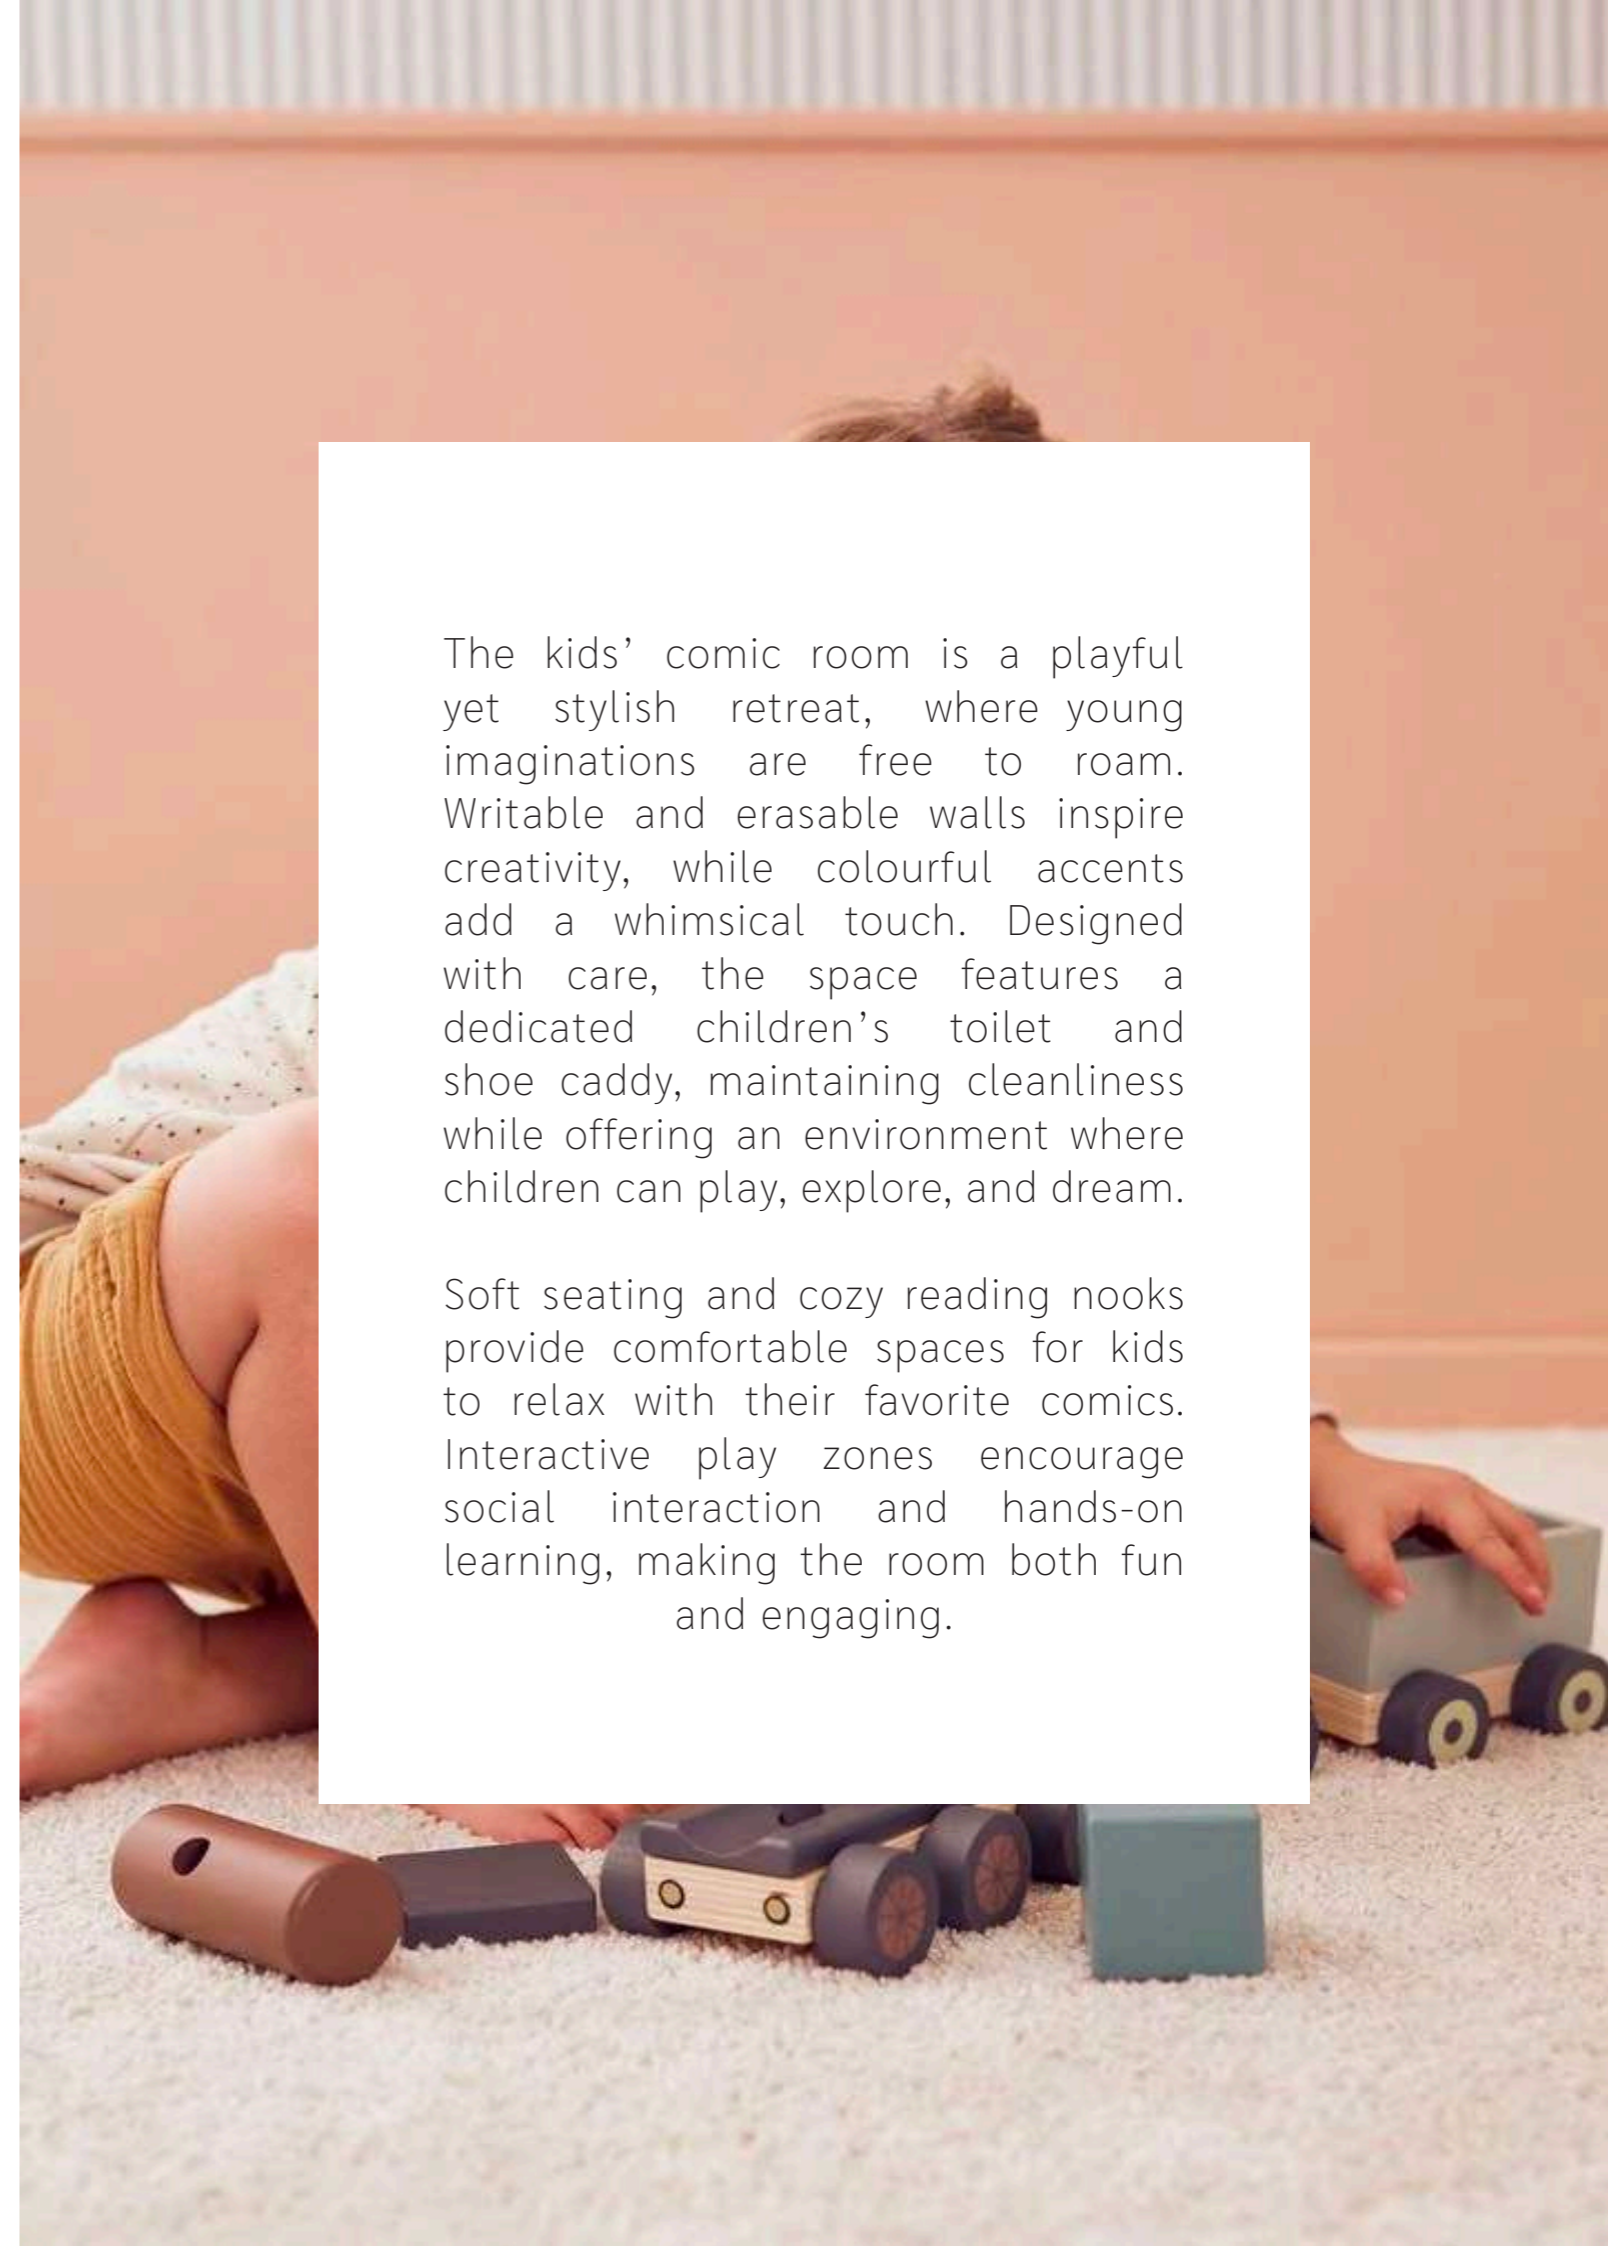 The kids’ comic room is a playful
yet stylish retreat, where young
imaginations are free to roam.
Writable and erasable walls inspire
creativity, while colourful accents
add a whimsical touch. Designed
with care, the space features a
dedicated children’s toilet and
shoe caddy, maintaining cleanliness
while offering an environment where
children can play, explore, and dream.
Soft seating and cozy reading nooks
provide comfortable spaces for kids
to relax with their favorite comics.
Interactive play zones encourage
social interaction and hands-on
learning, making the room both fun
and engaging.